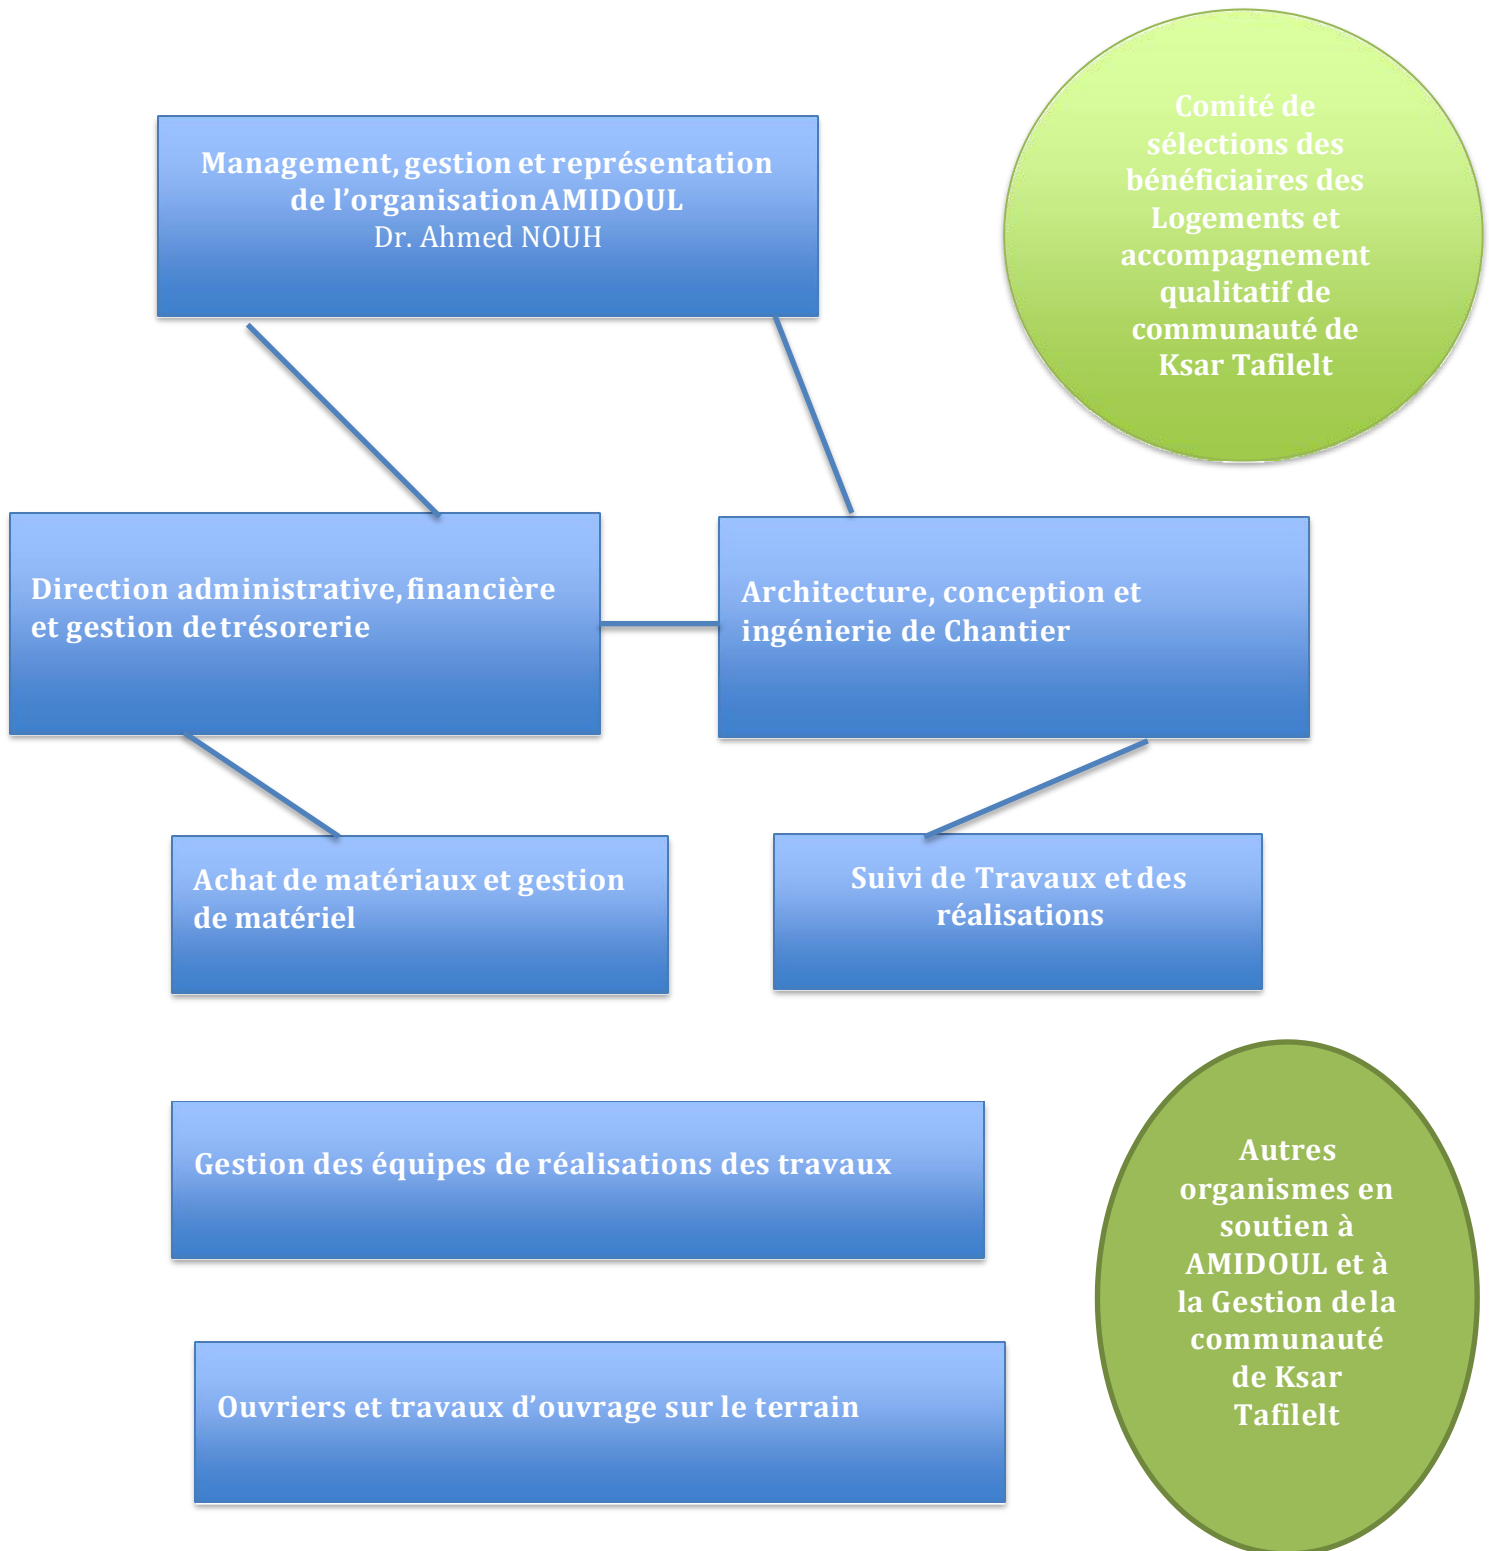 Comité de
sélections des
bénéficiaires des
Logements et
accompagnement
qualitatif de
communauté de
Ksar Tafilelt
Management, gestion et représentation
de l’organisation AMIDOUL
Dr. Ahmed NOUH
Direction administrative, financière
et gestion de trésorerie
Architecture, conception et
ingénierie de Chantier
Achat de matériaux et gestion
de matériel
Suivi de Travaux et des
réalisations
Gestion des équipes de réalisations des travaux
Autres
organismes en
soutien à
AMIDOUL et à
la Gestion de la
communauté
de Ksar
Tafilelt
Ouvriers et travaux d’ouvrage sur le terrain